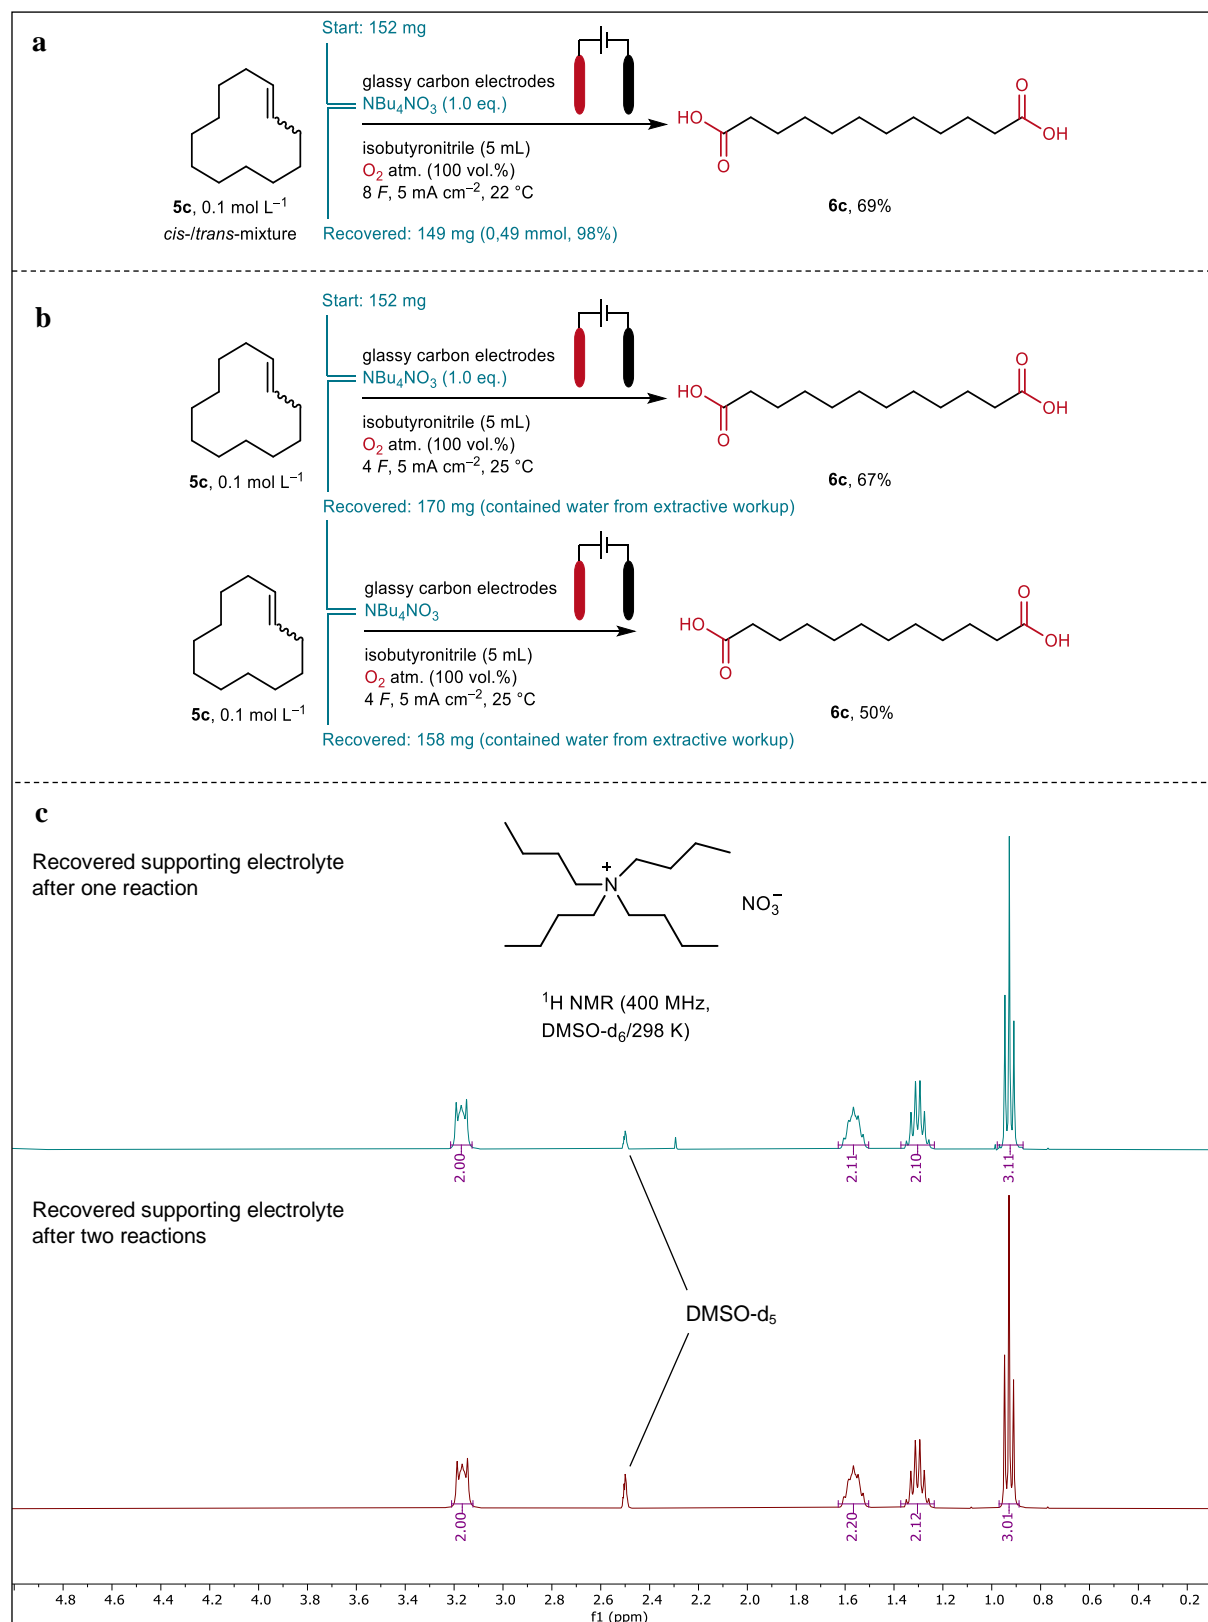 a
Start: 152 mg
glassy carbon electrodes
NBu₄NO₃ (1.0 eq.)
isobutyronitrile (5 mL)
O₂ atm. (100 vol.%)
8 F, 5 mA cm⁻², 22 °C
5c, 0.1 mol L⁻¹
cis-/trans-mixture
Recovered: 149 mg (0,49 mmol, 98%)
HO
O
O
OH
6c, 69%
b
Start: 152 mg
glassy carbon electrodes
NBu₄NO₃ (1.0 eq.)
isobutyronitrile (5 mL)
O₂ atm. (100 vol.%)
4 F, 5 mA cm⁻², 25 °C
5c, 0.1 mol L⁻¹
HO
O
O
OH
6c, 67%
Recovered: 170 mg (contained water from extractive workup)
glassy carbon electrodes
NBu₄NO₃
isobutyronitrile (5 mL)
O₂ atm. (100 vol.%)
4 F, 5 mA cm⁻², 25 °C
5c, 0.1 mol L⁻¹
HO
O
O
OH
6c, 50%
Recovered: 158 mg (contained water from extractive workup)
c
Recovered supporting electrolyte
after one reaction
N
+
NO₃⁻
¹H NMR (400 MHz,
DMSO-d₆/298 K)
2.00 2.11 2.10 3.11
Recovered supporting electrolyte
after two reactions
DMSO-d₅
2.00 2.20 2.12 3.01
4.8 4.6 4.4 4.2 4.0 3.8 3.6 3.4 3.2 3.0 2.8 2.6 2.4 2.2 2.0 1.8 1.6 1.4 1.2 1.0 0.8 0.6 0.4 0.2
f1 (ppm)